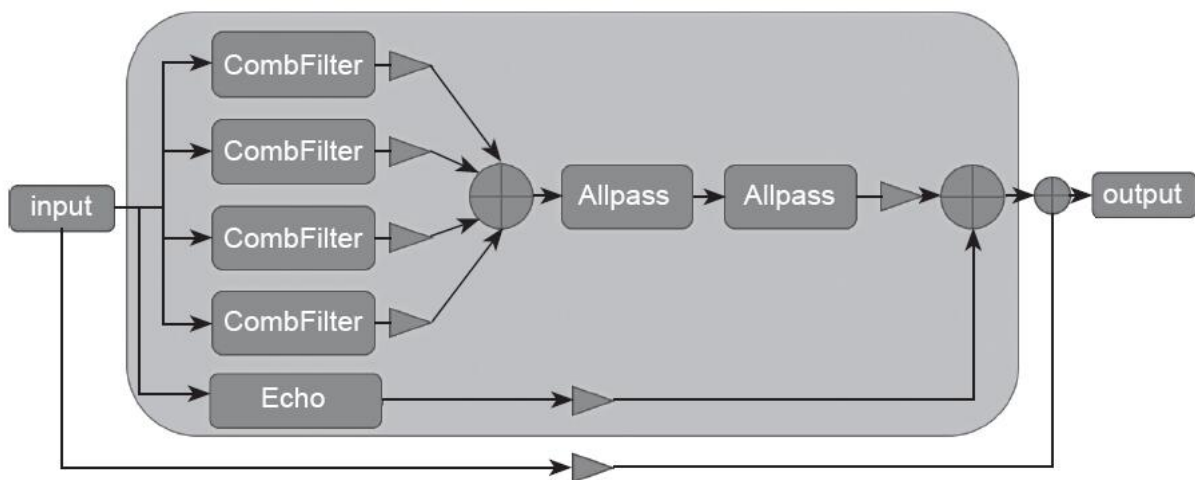 CombFilter
CombFilter
input
Allpass
Allpass
output
CombFilter
CombFilter
Echo